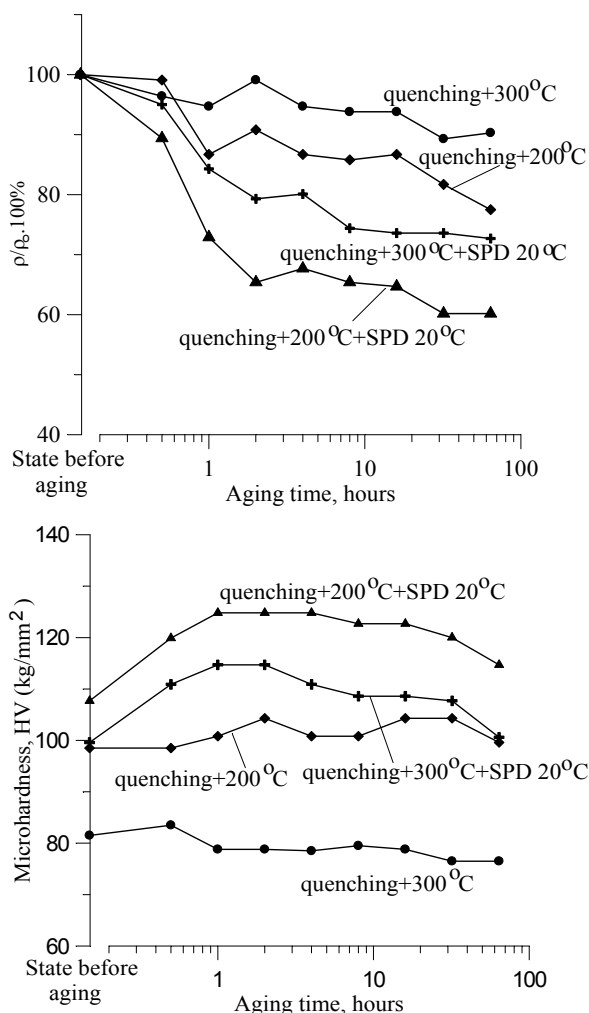 100
quenching+300°C
quenching+200°C
80
ρ/ρ₀.100%
quenching+300°C+SPD 20°C
60
quenching+200°C+SPD 20°C
40
State before aging
1
10
100
Aging time, hours
140
quenching+200°C+SPD 20°C
120
Microhardness, HV (kg/mm²)
100
quenching+200°C
quenching+300°C+SPD 20°C
80
quenching+300°C
60
State before aging
1
10
100
Aging time, hours